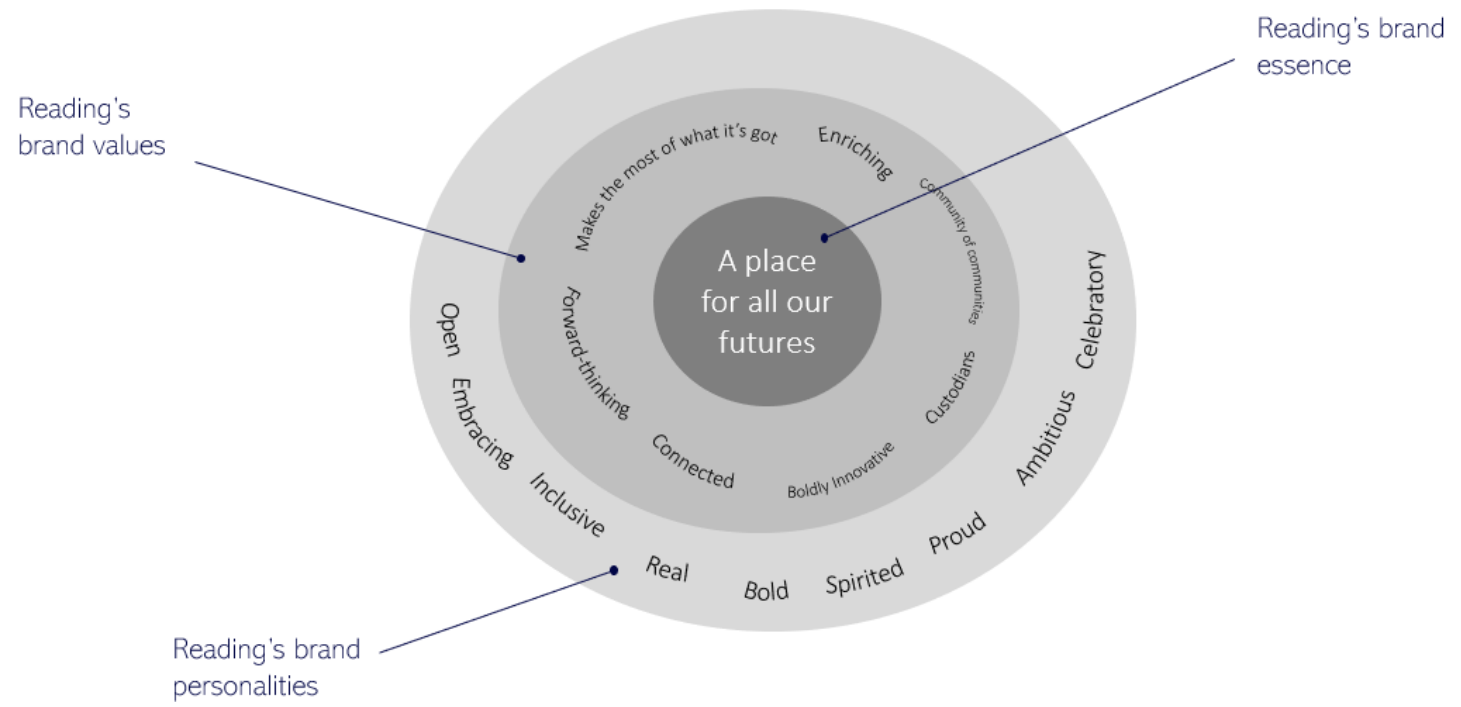 Reading's brand
essence
Reading's
brand values
Makes the most of what it's got
Enriching
Community of communities
Custodians
Boldly Innovative
Connected
Forward-thinking
A place
for all our
futures
Open
Embracing
Inclusive
Real
Bold
Spirited
Proud
Ambitious
Celebratory
Reading's brand
personalities